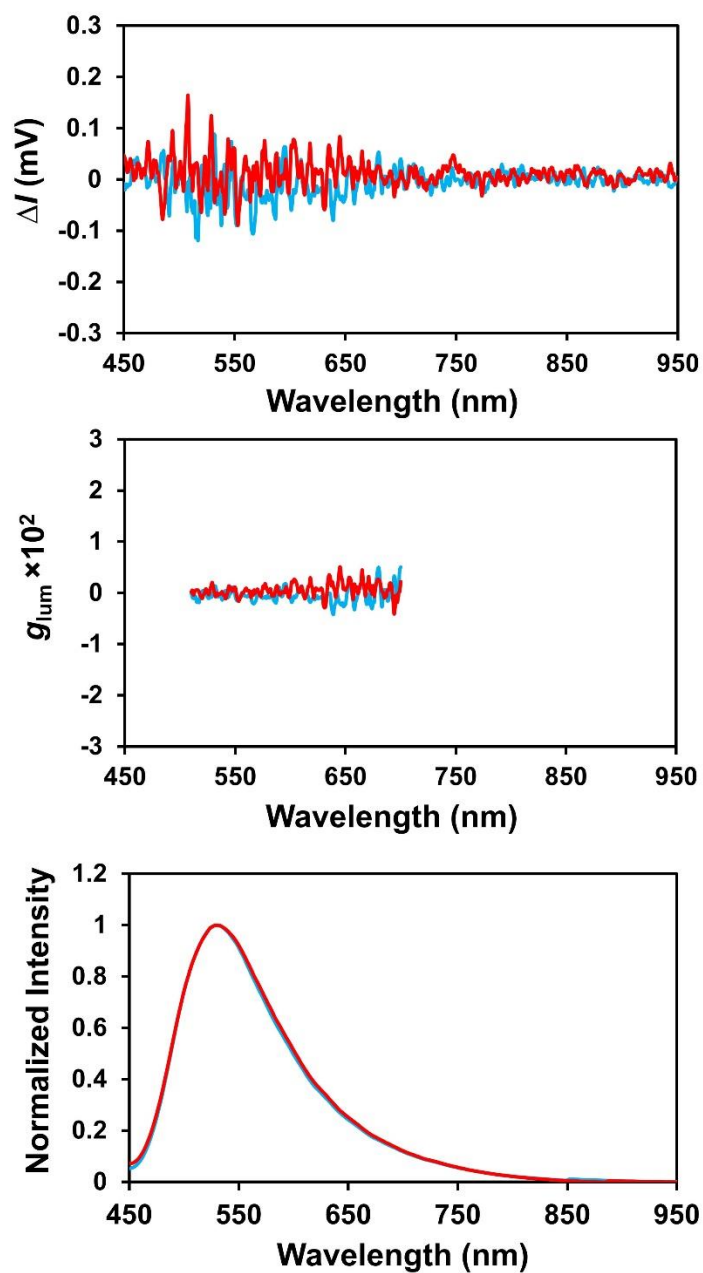 ΔI (mV)
0.3
0.2
0.1
0
-0.1
-0.2
-0.3
450 550 650 750 850 950
Wavelength (nm)
glum ×10²
3
2
1
0
-1
-2
-3
450 550 650 750 850 950
Wavelength (nm)
Normalized Intensity
1.2
1
0.8
0.6
0.4
0.2
0
450 550 650 750 850 950
Wavelength (nm)